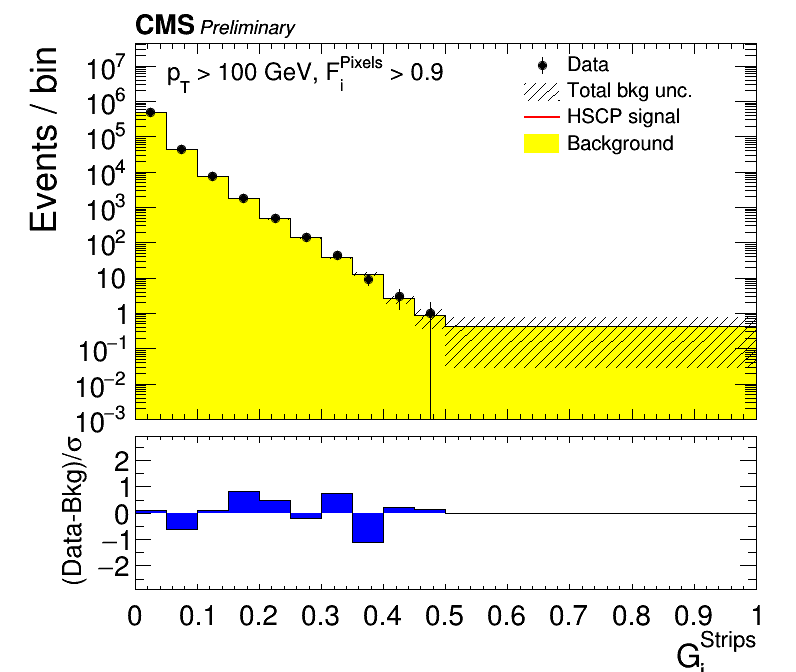 CMS Preliminary
p_T > 100 GeV, F_i^Pixels > 0.9
Data
Total bkg unc.
HSCP signal
Background
Events / bin
10^7
10^6
10^5
10^4
10^3
10^2
10
1
10^−1
10^−2
10^−3
(Data-Bkg)/σ
2
1
0
−1
−2
0 0.1 0.2 0.3 0.4 0.5 0.6 0.7 0.8 0.9 1
G_i^Strips